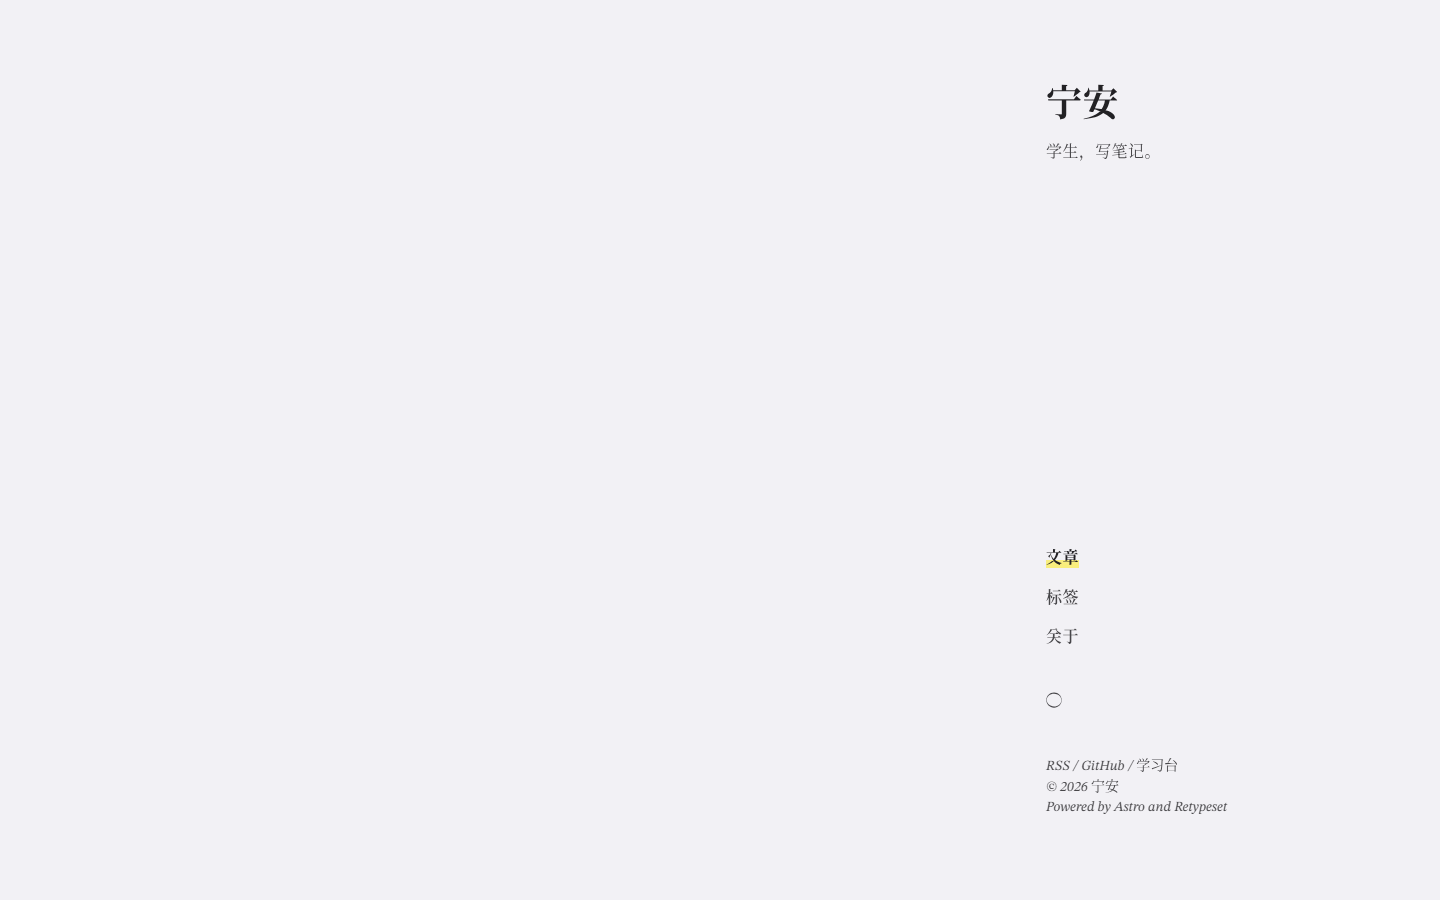 宁安
学生，写笔记。
文章
标签
关于
RSS / GitHub / 学习台
© 2026 宁安
Powered by Astro and Retypeset